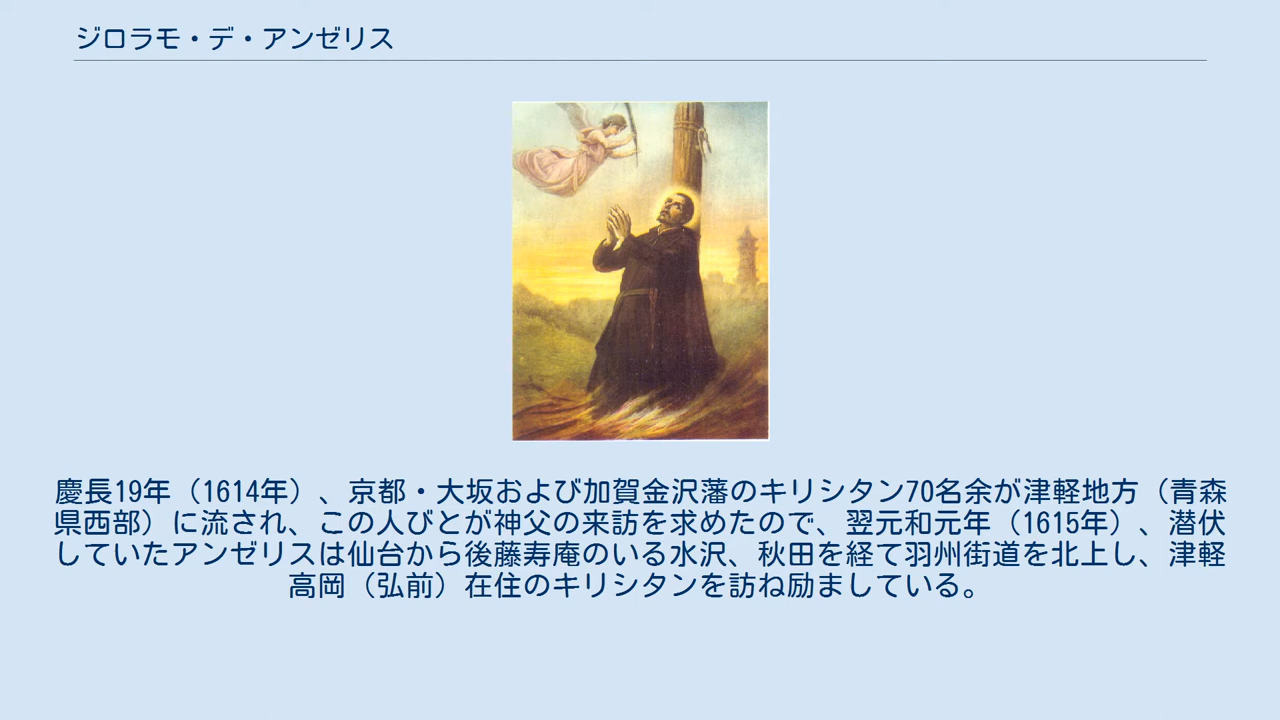 ジロラモ・デ・アンゼリス
慶長19年（1614年）、京都・大坂および加賀金沢藩のキリシタン70名余が津軽地方（青森
県西部）に流され、この人びとが神父の来訪を求めたので、翌元和元年（1615年）、潜伏
していたアンゼリスは仙台から後藤寿庵のいる水沢、秋田を経て羽州街道を北上し、津軽
高岡（弘前）在住のキリシタンを訪ね励ましている。